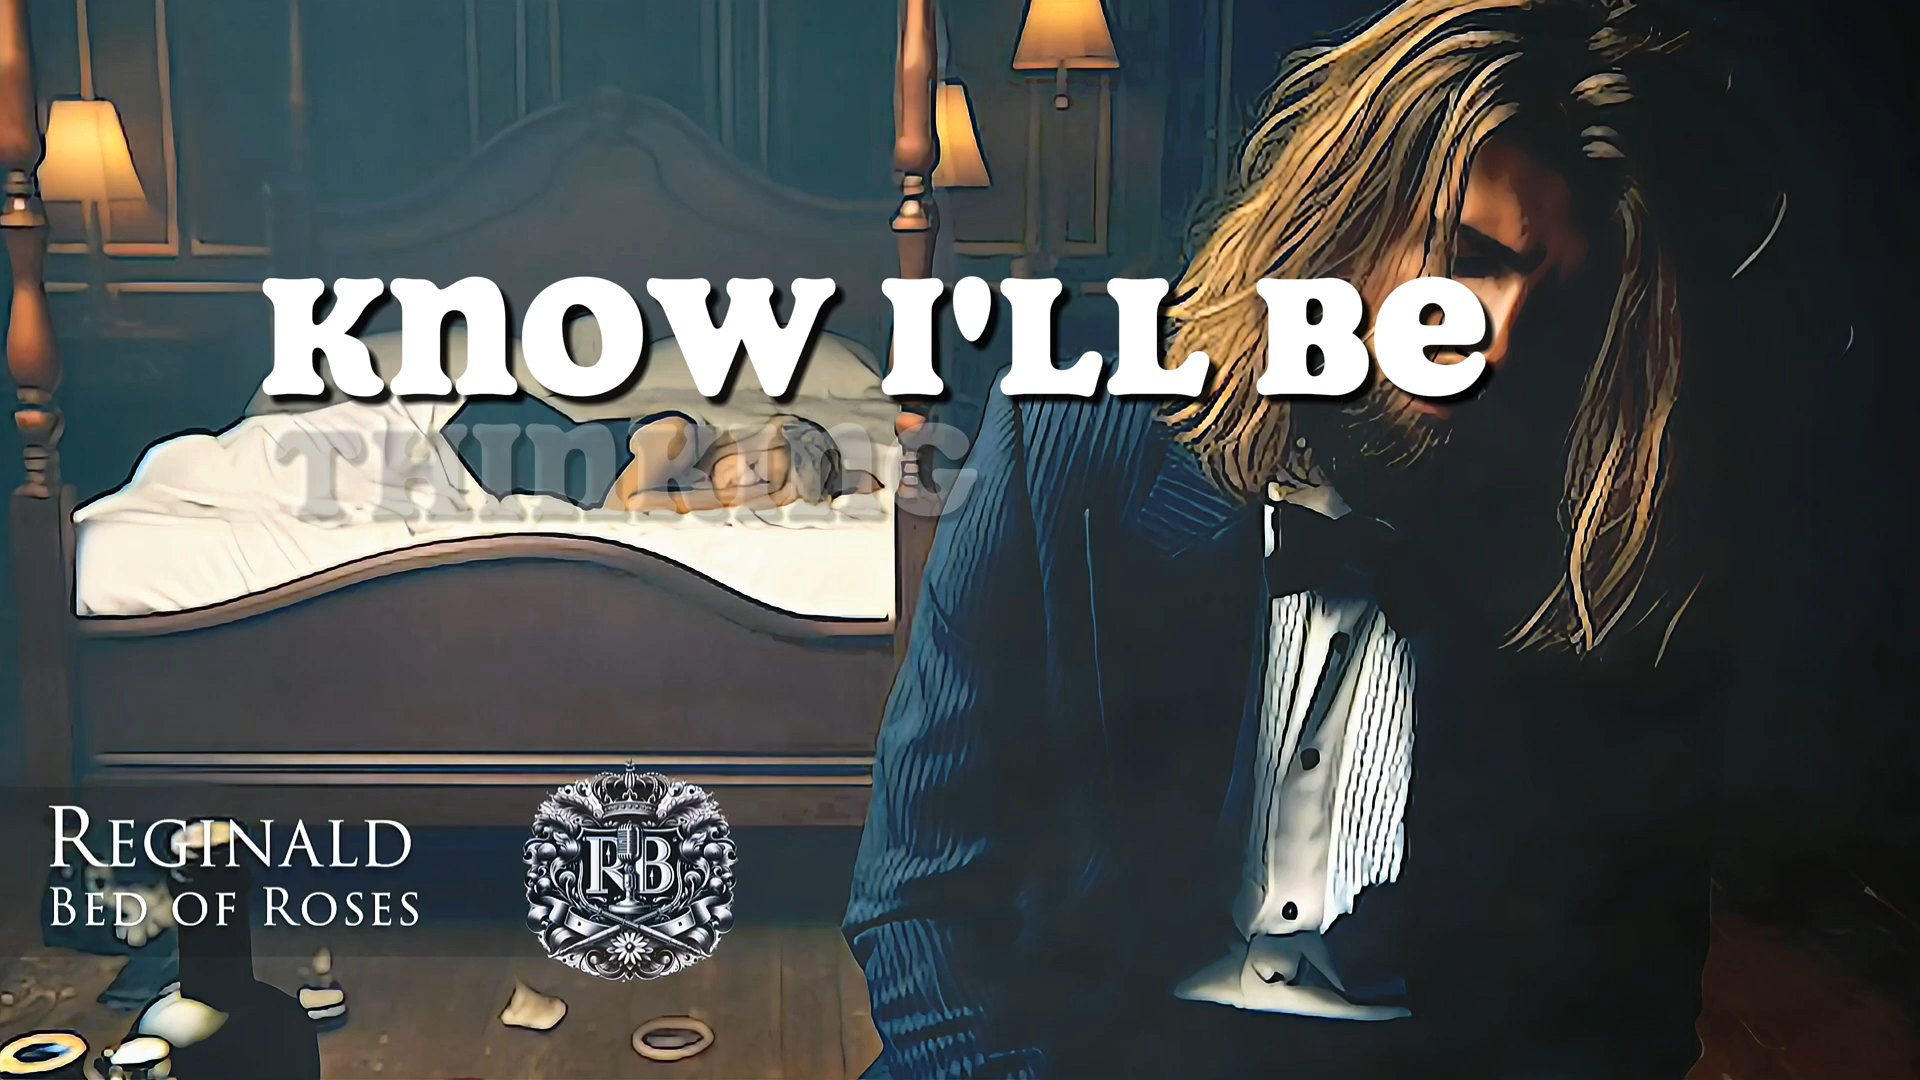 KNOW I'LL BE
THINKING
REGINALD
BED OF ROSES
RB